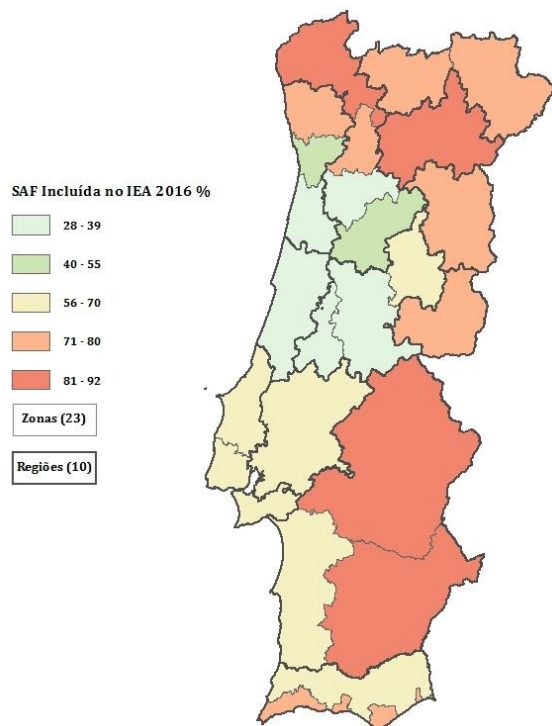 SAF Incluída no IEA 2016 %
28 - 39
40 - 55
56 - 70
71 - 80
81 - 92
Zonas (23)
Regiões (10)